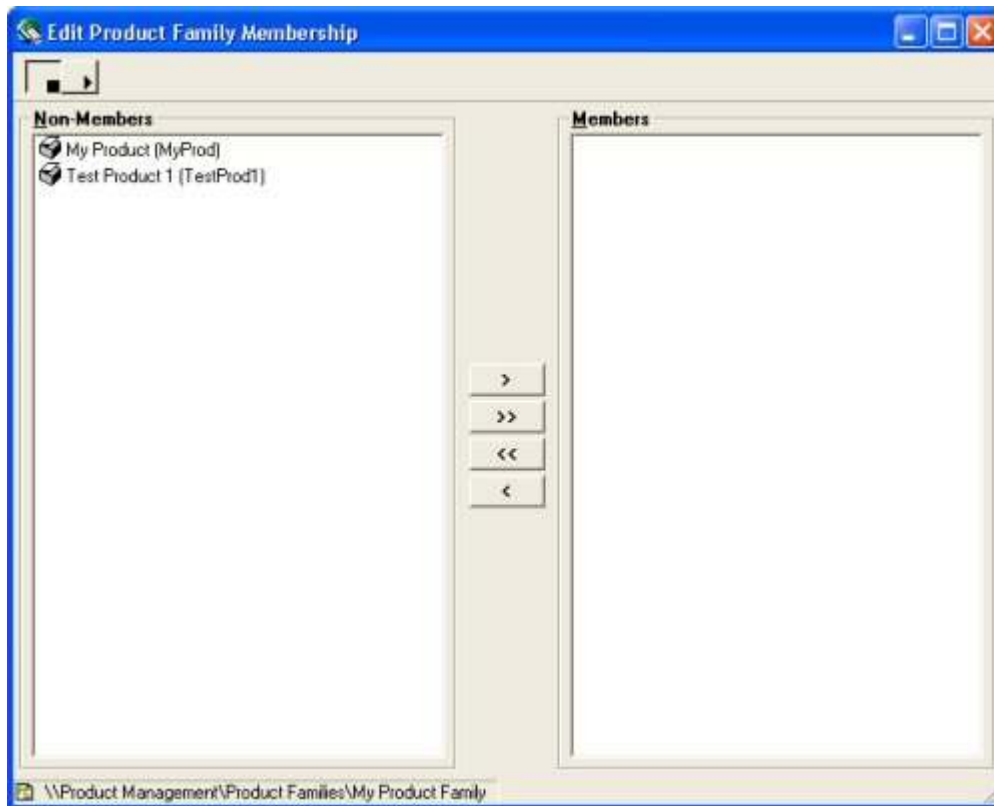 Edit Product Family Membership
Non-Members
My Product (MyProd)
Test Product 1 (TestProd1)
>
>>
<<
<
Members
\\Product Management\Product Families\My Product Family